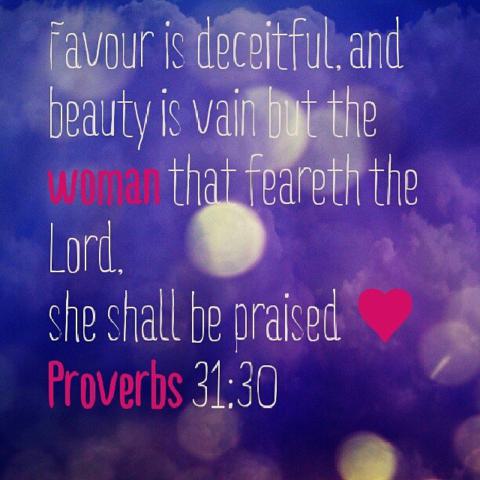 Favour is deceitful, and
beauty is vain but the
woman that feareth the
Lord,
she shall be praised
Proverbs 31:30